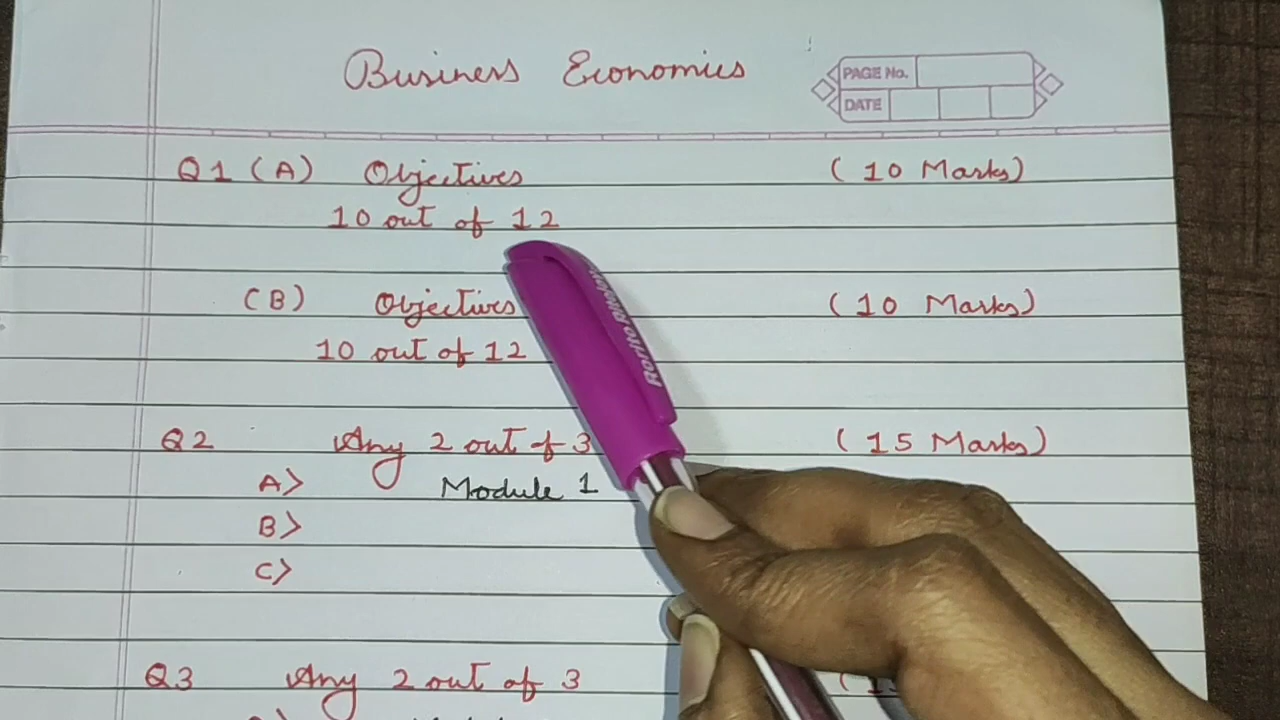 Business Economics
PAGE No.
DATE
Q1 (A) Objectives (10 Marks)
10 out of 12
(B) Objectives (10 Marks)
10 out of 12
Q2 Any 2 out of 3 (15 Marks)
A> Module 1
B>
C>
Q3 Any 2 out of 3